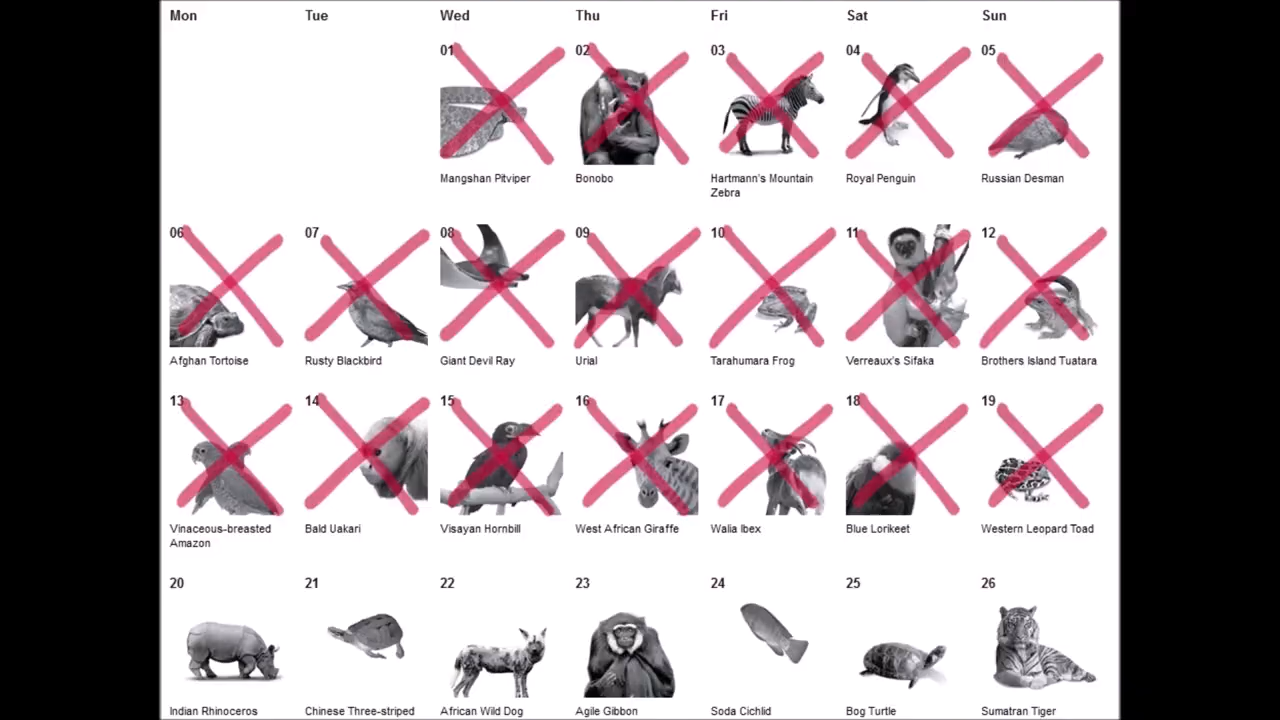 Mon Tue Wed Thu Fri Sat Sun
01 02 03 04 05
Mangshan Pitviper Bonobo Hartmann's Mountain Royal Penguin Russian Desman
Zebra
06 07 08 09 10 11 12
Afghan Tortoise Rusty Blackbird Giant Devil Ray Urial Tarahumara Frog Verreaux's Sifaka Brothers Island Tuatara
13 14 15 16 17 18 19
Vinaceous-breasted Bald Uakari Visayan Hornbill West African Giraffe Walia Ibex Blue Lorikeet Western Leopard Toad
Amazon
20 21 22 23 24 25 26
Indian Rhinoceros Chinese Three-striped African Wild Dog Agile Gibbon Soda Cichlid Bog Turtle Sumatran Tiger